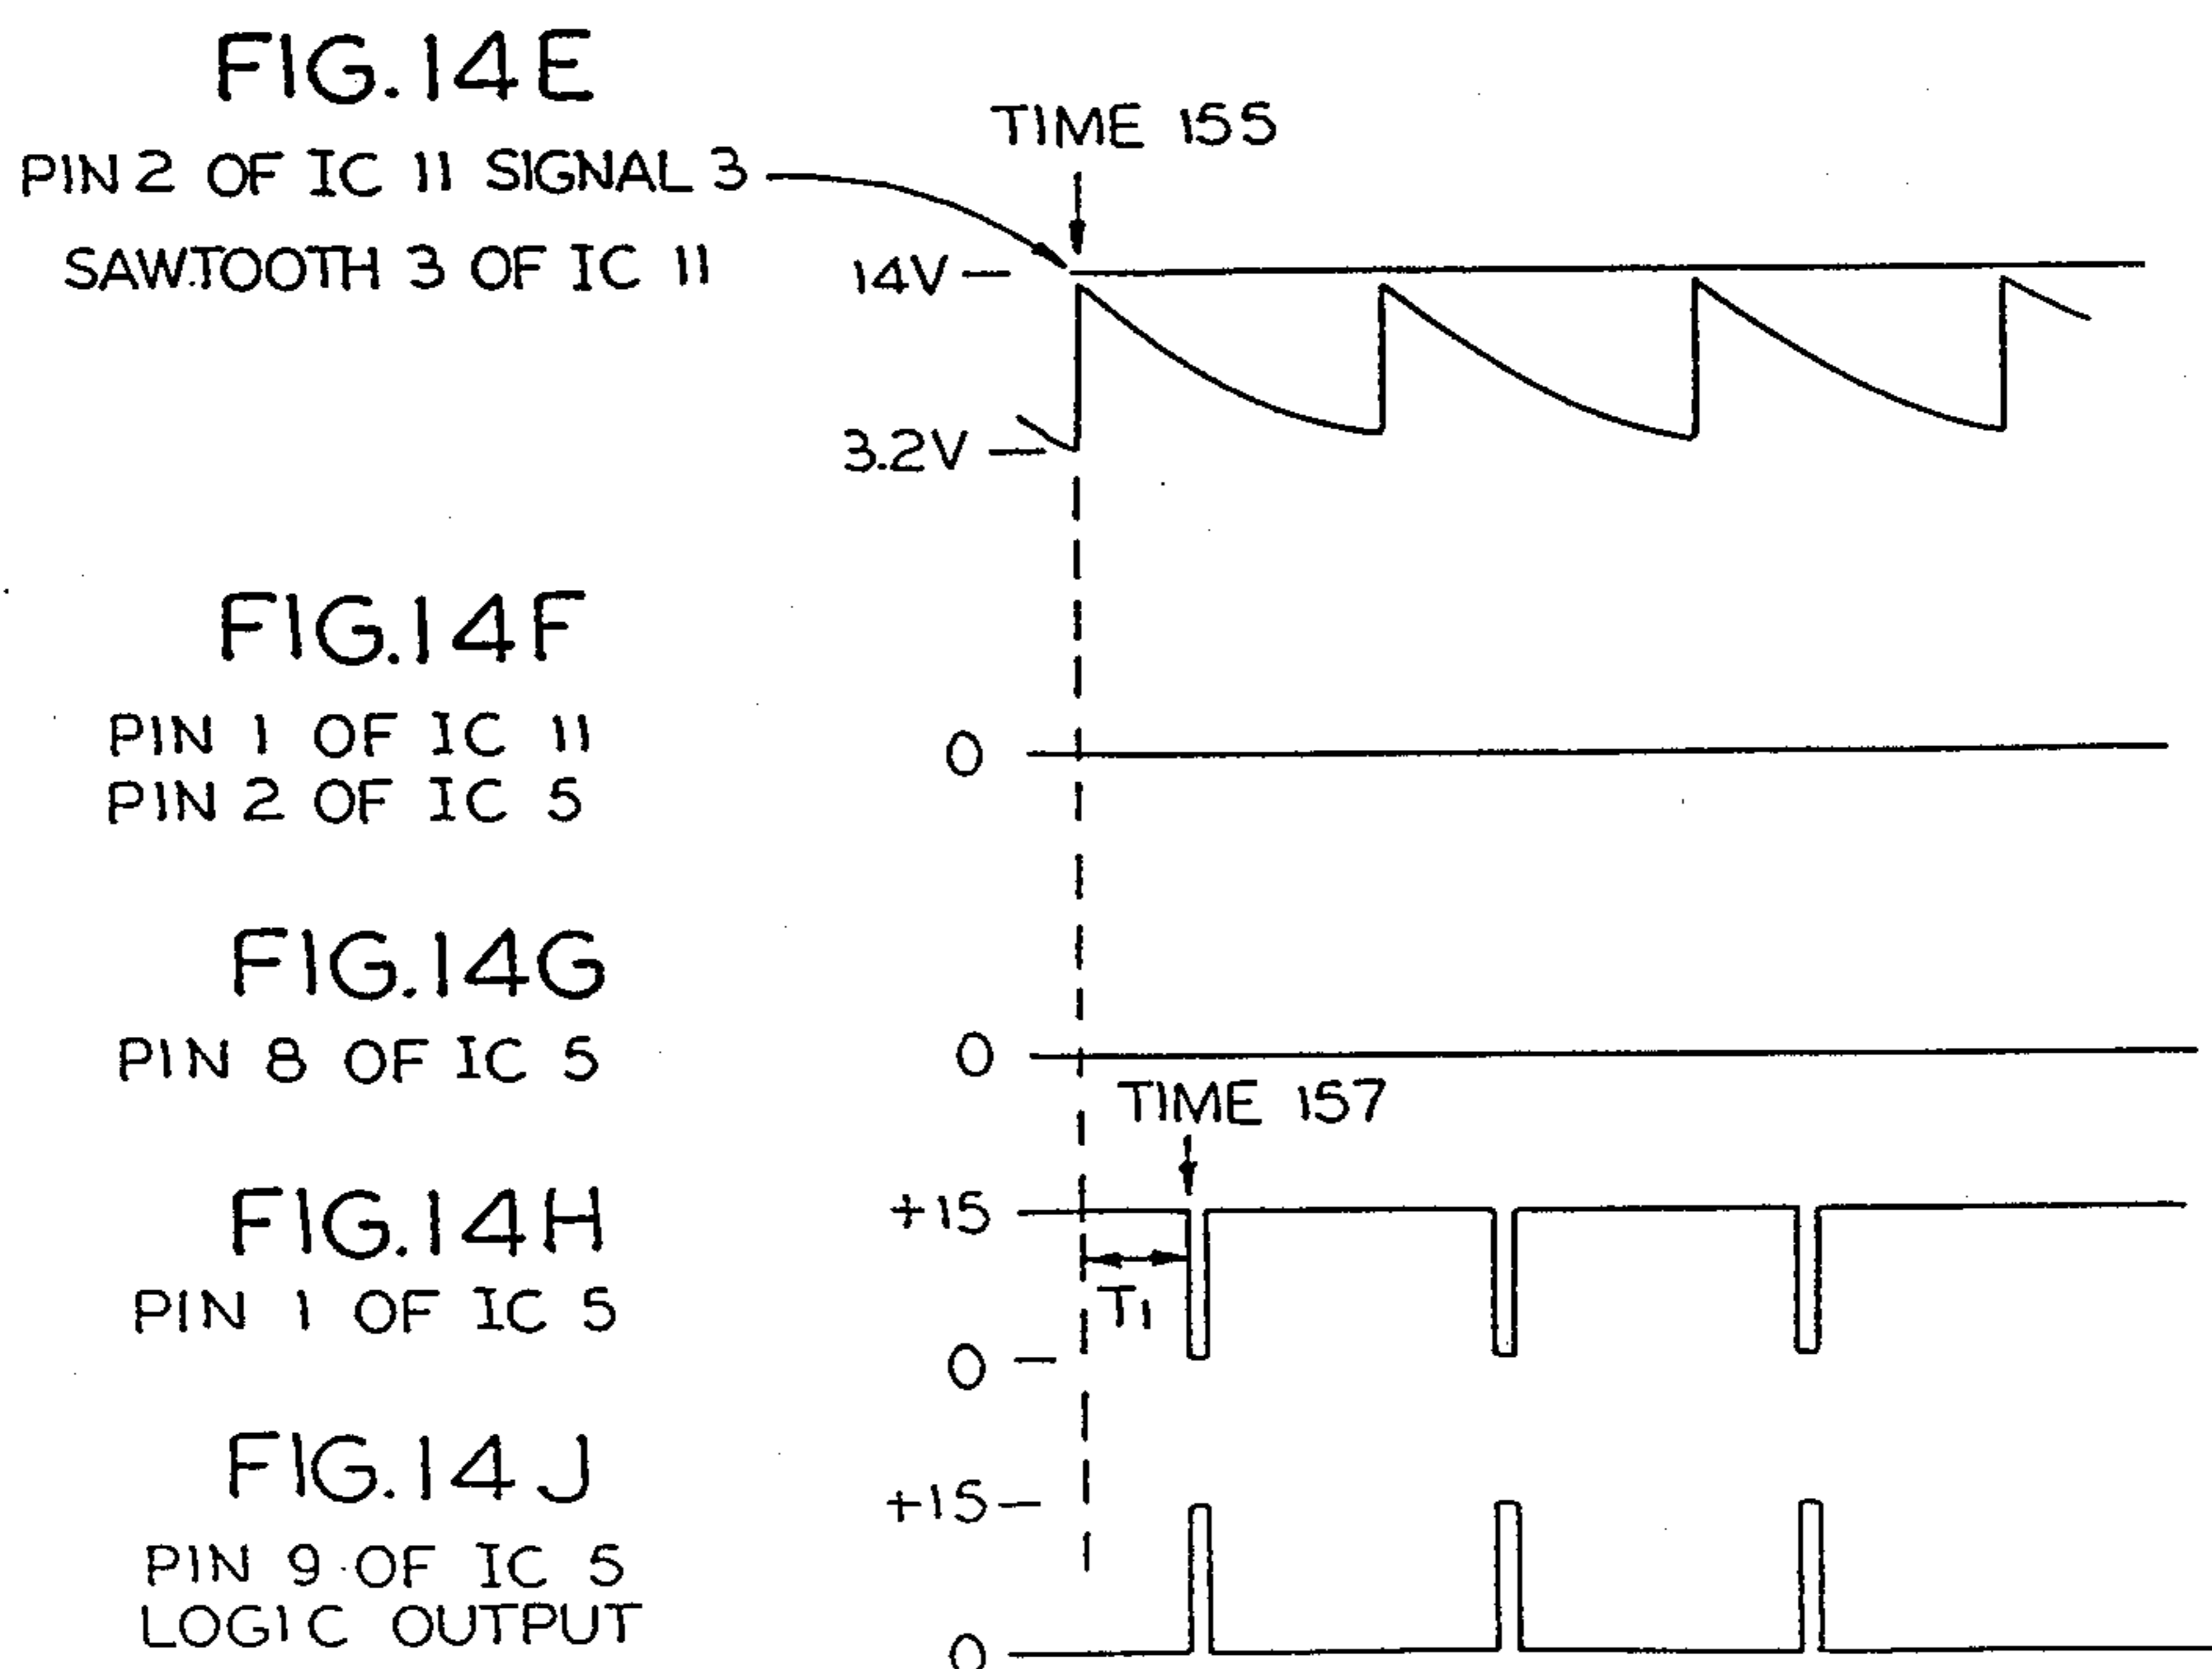 FIG.14E
TIME 155
PIN 2 OF IC 11 SIGNAL 3
SAWTOOTH 3 OF IC 11
14V
3.2V
FIG.14F
PIN 1 OF IC 11
PIN 2 OF IC 5
0
FIG.14G
PIN 8 OF IC 5
0
TIME 157
FIG.14H
PIN 1 OF IC 5
+15
T1
0
FIG.14J
PIN 9 OF IC 5
LOGIC OUTPUT
+15
0